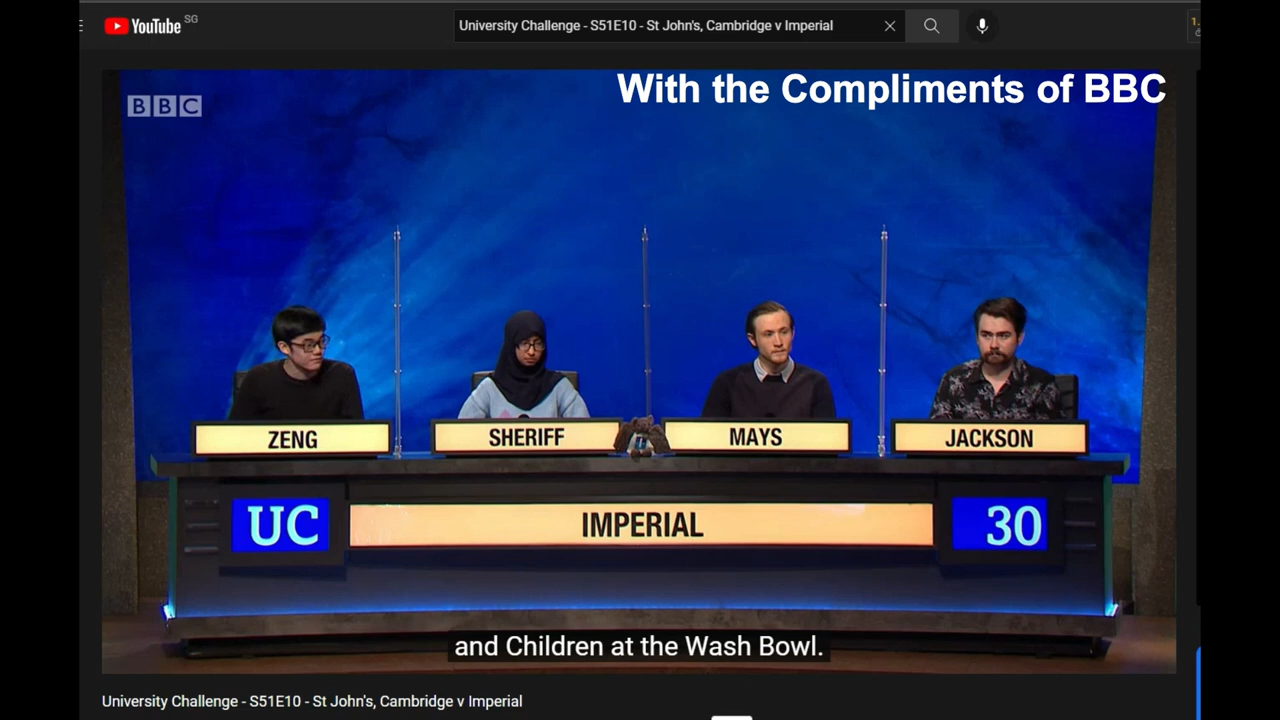 YouTube SG
University Challenge - S51E10 - St John's, Cambridge v Imperial
1.
With the Compliments of BBC
BBC
ZENG
SHERIFF
MAYS
JACKSON
UC
IMPERIAL
30
and Children at the Wash Bowl.
University Challenge - S51E10 - St John's, Cambridge v Imperial